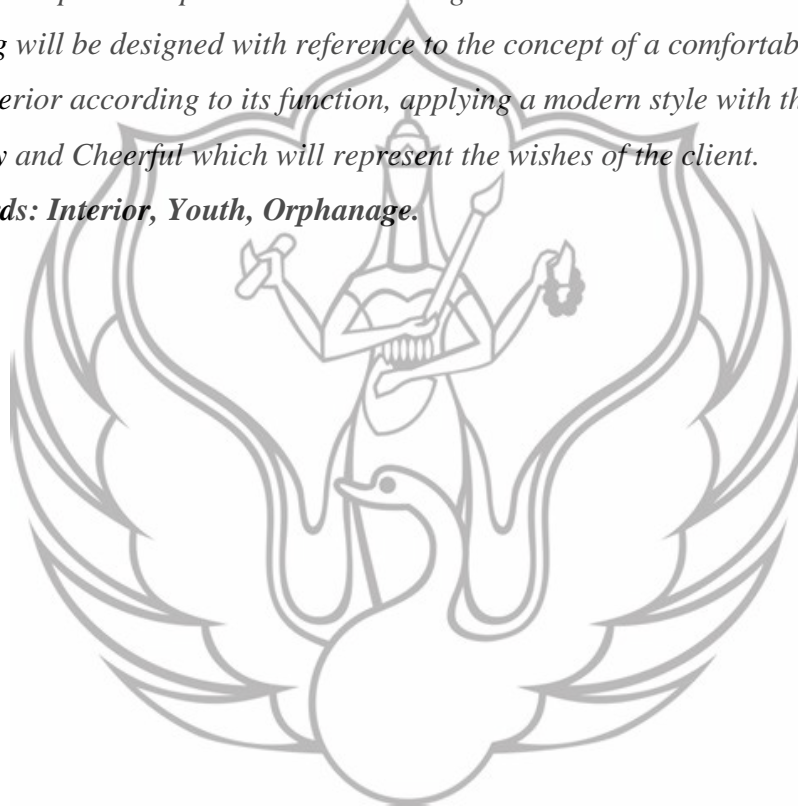 will be designed with reference to the concept of a comfortab
erior according to its function, applying a modern style with th
and Cheerful which will represent the wishes of the client.
ds: Interior, Youth, Orphanage.